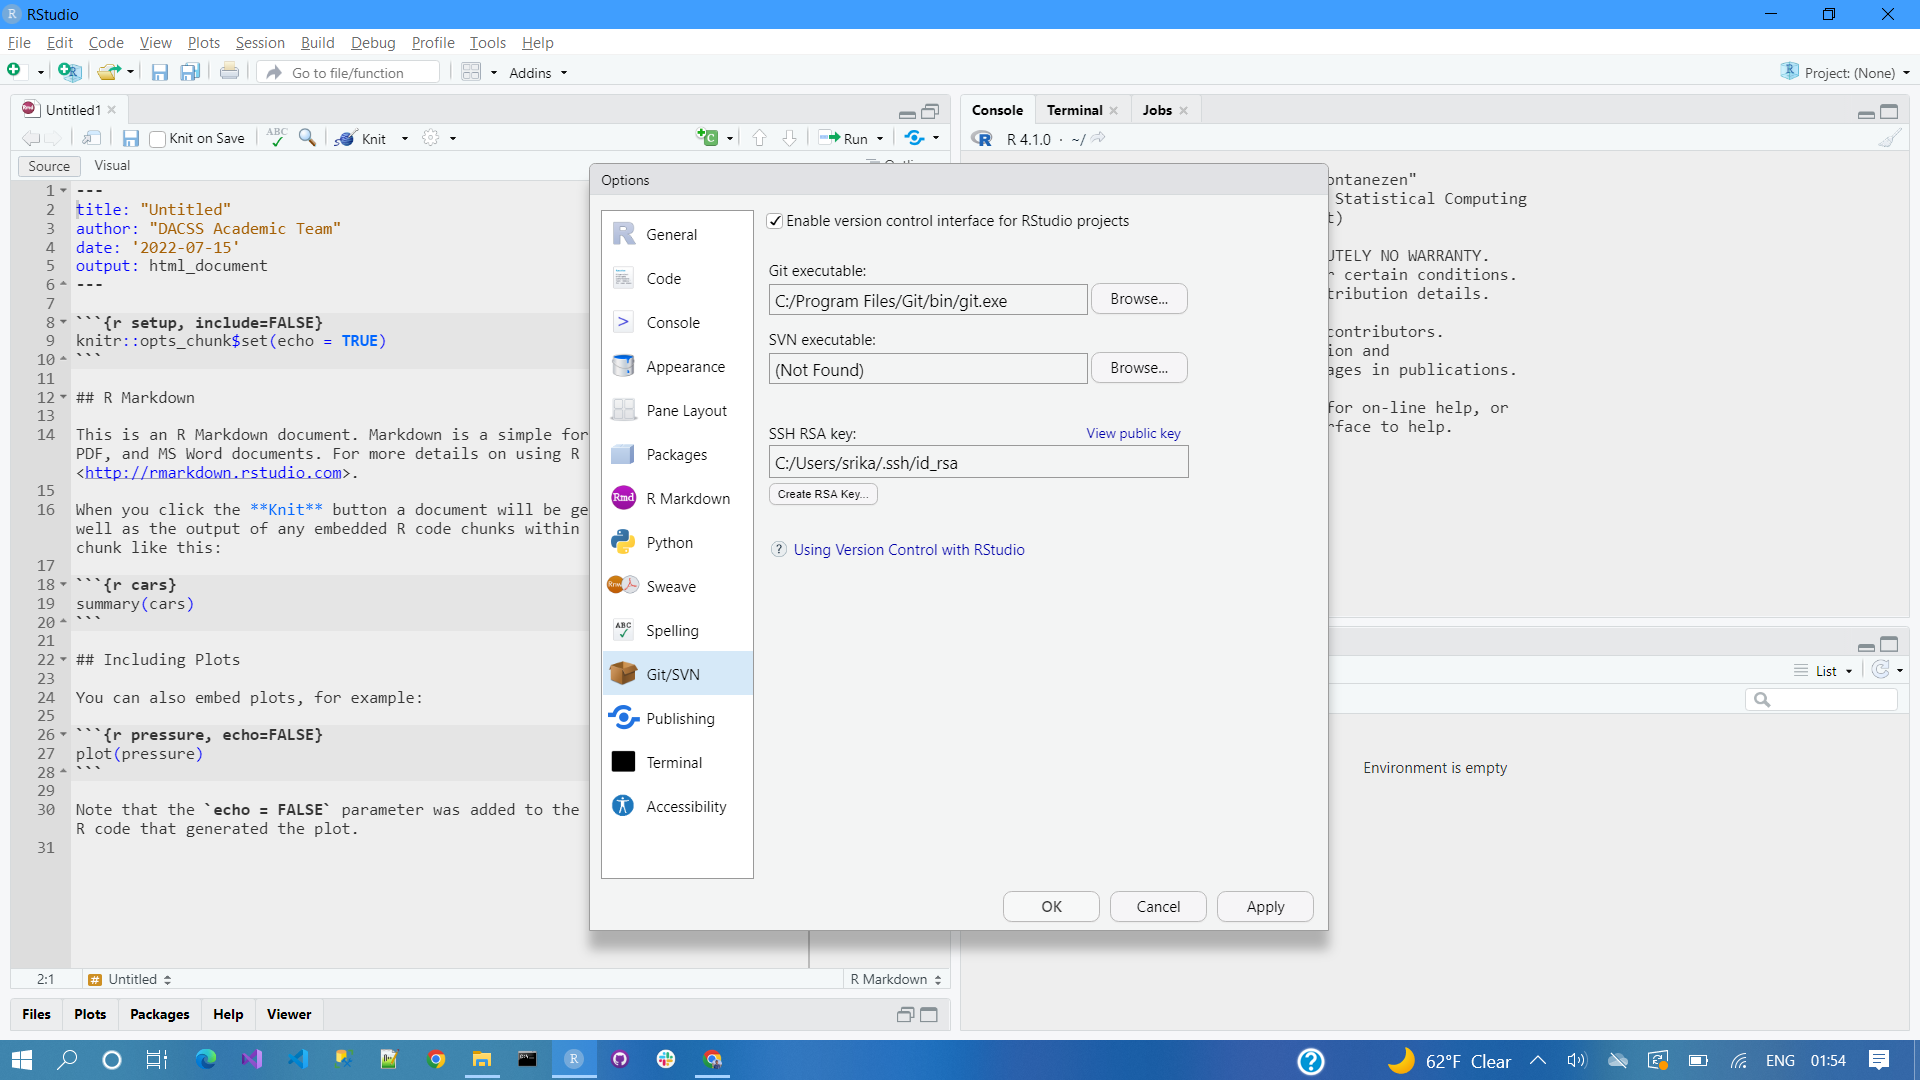 RStudio
File Edit Code View Plots Session Build Debug Profile Tools Help
Go to file/function
Addins
Project: (None)
Untitled1
Knit on Save
Knit
Run
Source Visual
1 ---
2 title: "Untitled"
3 author: "DACSS Academic Team"
4 date: '2022-07-15'
5 output: html_document
6 ---
7
8 ```{r setup, include=FALSE}
9 knitr::opts_chunk$set(echo = TRUE)
10 ```
11
12 ## R Markdown
13
14 This is an R Markdown document. Markdown is a simple for
PDF, and MS Word documents. For more details on using R
<http://rmarkdown.rstudio.com>.
15
16 When you click the **Knit** button a document will be ge
well as the output of any embedded R code chunks within
chunk like this:
17
18 ```{r cars}
19 summary(cars)
20 ```
21
22 ## Including Plots
23
24 You can also embed plots, for example:
25
26 ```{r pressure, echo=FALSE}
27 plot(pressure)
28 ```
29
30 Note that the `echo = FALSE` parameter was added to the
R code that generated the plot.
31
2:1 Untitled R Markdown
Files Plots Packages Help Viewer
Options
General
Code
Console
Appearance
Pane Layout
Packages
R Markdown
Python
Sweave
Spelling
Git/SVN
Publishing
Terminal
Accessibility
Enable version control interface for RStudio projects
Git executable:
C:/Program Files/Git/bin/git.exe Browse...
SVN executable:
(Not Found) Browse...
SSH RSA key: View public key
C:/Users/srika/.ssh/id_rsa
Create RSA Key...
Using Version Control with RStudio
OK Cancel Apply
Console Terminal Jobs
R 4.1.0 · ~/
ontanezen"
Statistical Computing
t)
UTELY NO WARRANTY.
r certain conditions.
tribution details.
contributors.
ion and
ages in publications.
for on-line help, or
rface to help.
List
Environment is empty
62°F Clear
ENG
01:54